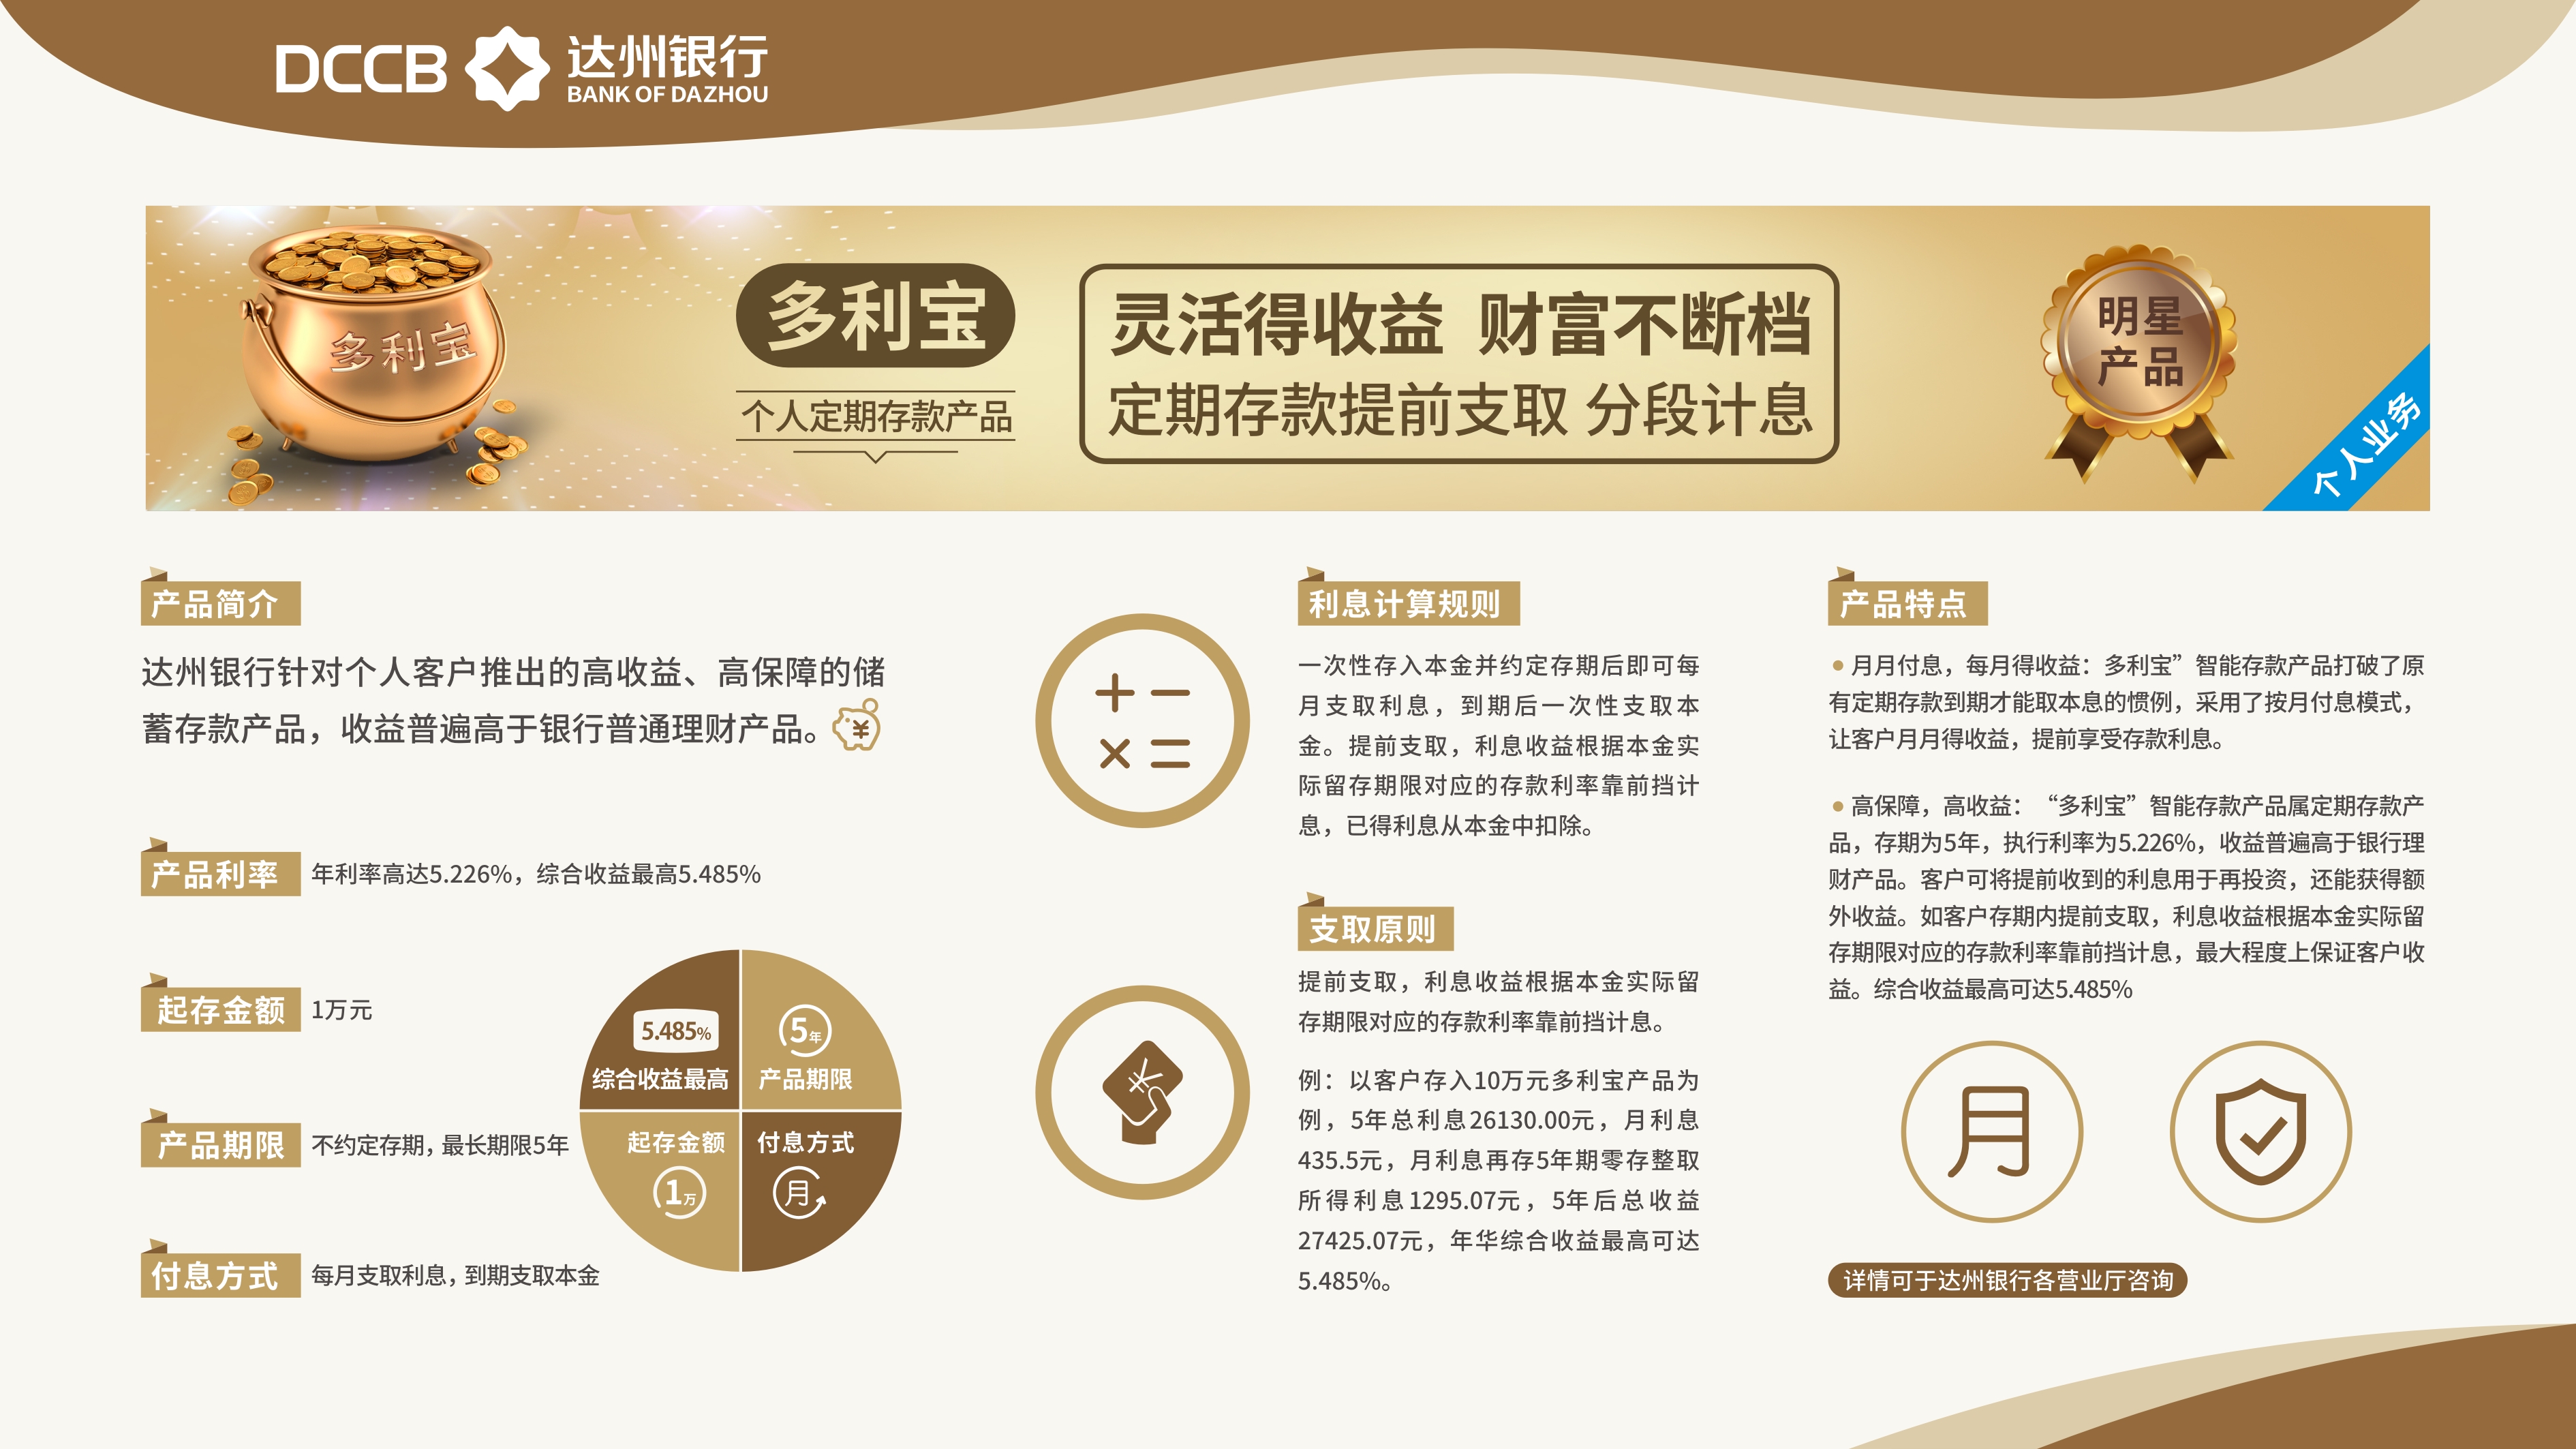 DCCB 达州银行
BANK OF DAZHOU
多利宝
多利宝
个人定期存款产品
灵活得收益 财富不断档
定期存款提前支取 分段计息
明星
产品
个人业务
产品简介
达州银行针对个人客户推出的高收益、高保障的储
蓄存款产品，收益普遍高于银行普通理财产品。
¥
产品利率
年利率高达5.226%，综合收益最高5.485%
起存金额
1万元
产品期限
不约定存期，最长期限5年
付息方式
每月支取利息，到期支取本金
5.485%
综合收益最高
5年
产品期限
起存金额
1万
付息方式
月
利息计算规则
一次性存入本金并约定存期后即可每
月支取利息，到期后一次性支取本
金。提前支取，利息收益根据本金实
际留存期限对应的存款利率靠前挡计
息，已得利息从本金中扣除。
支取原则
提前支取，利息收益根据本金实际留
存期限对应的存款利率靠前挡计息。
例：以客户存入10万元多利宝产品为
例，5年总利息26130.00元，月利息
435.5元，月利息再存5年期零存整取
所得利息1295.07元，5年后总收益
27425.07元，年华综合收益最高可达
5.485%。
¥
产品特点
●月月付息，每月得收益：多利宝”智能存款产品打破了原
有定期存款到期才能取本息的惯例，采用了按月付息模式，
让客户月月得收益，提前享受存款利息。
●高保障，高收益：“多利宝”智能存款产品属定期存款产
品，存期为5年，执行利率为5.226%，收益普遍高于银行理
财产品。客户可将提前收到的利息用于再投资，还能获得额
外收益。如客户存期内提前支取，利息收益根据本金实际留
存期限对应的存款利率靠前挡计息，最大程度上保证客户收
益。综合收益最高可达5.485%
月
详情可于达州银行各营业厅咨询